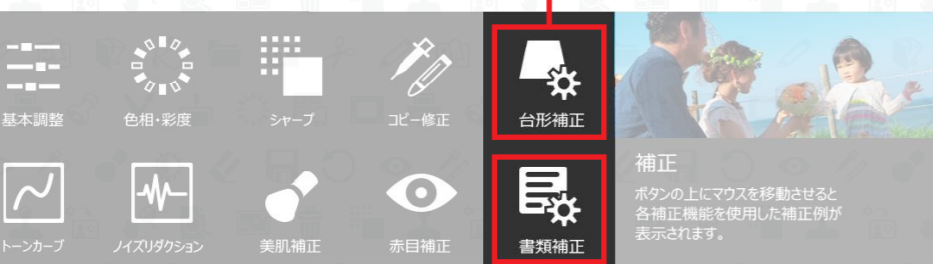 基本調整
色相・彩度
シャープ
コピー修正
台形補正
トーンカーブ
ノイズリダクション
美肌補正
赤目補正
書類補正
補正
ボタンの上にマウスを移動させると
各補正機能を使用した補正例が
表示されます。